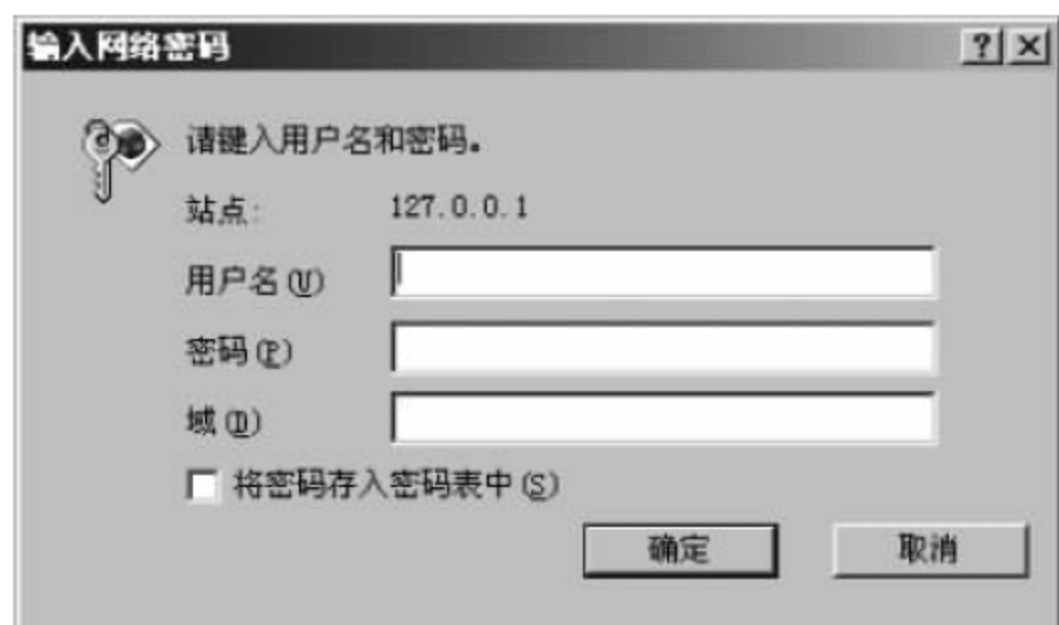 输入网络密码
请键入用户名和密码。
站点: 127.0.0.1
用户名(U)
密码(P)
域(D)
将密码存入密码表中(S)
确定 取消